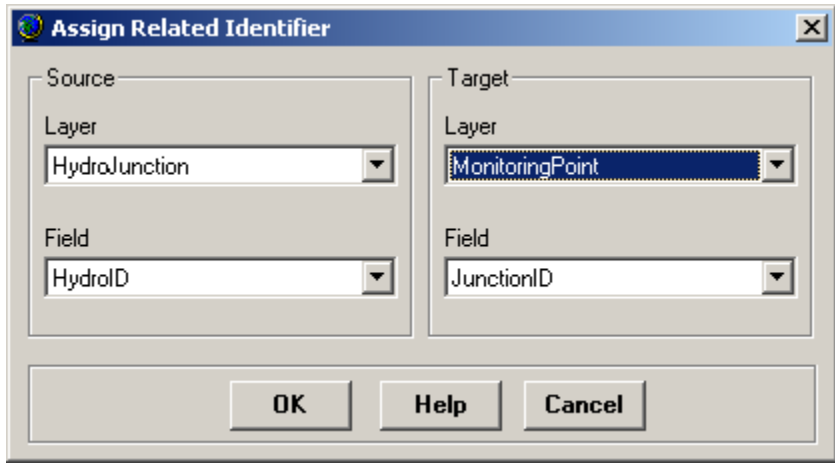 Assign Related Identifier
Source
Layer
HydroJunction
Field
HydroID
Target
Layer
MonitoringPoint
Field
JunctionID
OK Help Cancel